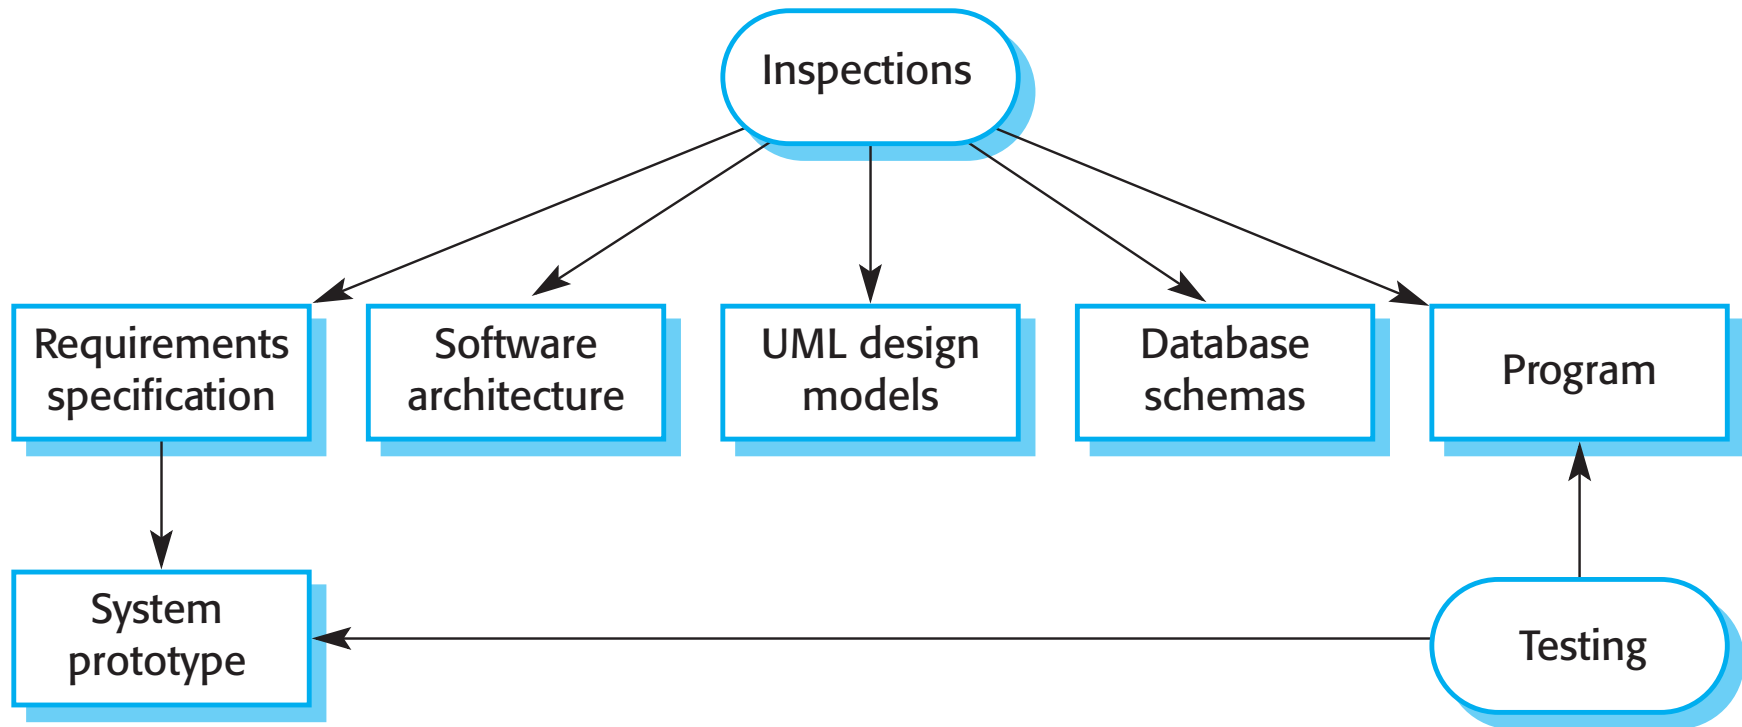 Inspections
Requirements
specification
Software
architecture
UML design
models
Database
schemas
Program
System
prototype
Testing